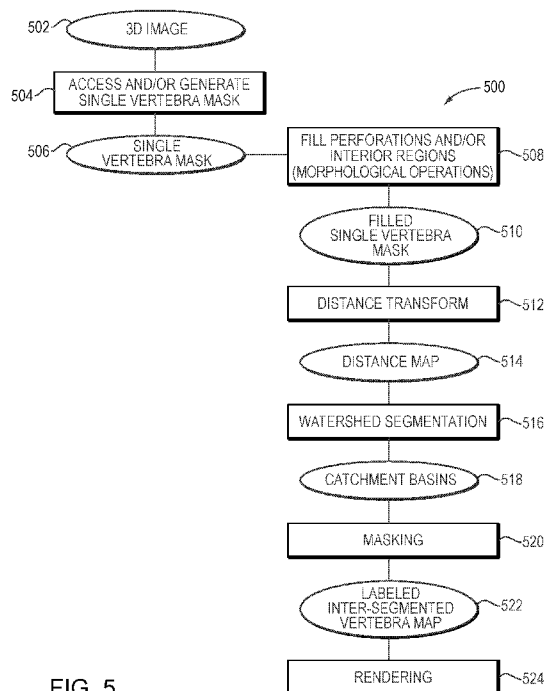 502
3D IMAGE
504
ACCESS AND/OR GENERATE
SINGLE VERTEBRA MASK
500
506
SINGLE
VERTEBRA MASK
FILL PERFORATIONS AND/OR
INTERIOR REGIONS
(MORPHOLOGICAL OPERATIONS)
508
FILLED
SINGLE VERTEBRA
MASK
510
DISTANCE TRANSFORM
512
DISTANCE MAP
514
WATERSHED SEGMENTATION
516
CATCHMENT BASINS
518
MASKING
520
LABELED
INTER-SEGMENTED
VERTEBRA MAP
522
RENDERING
524
FIG. 5